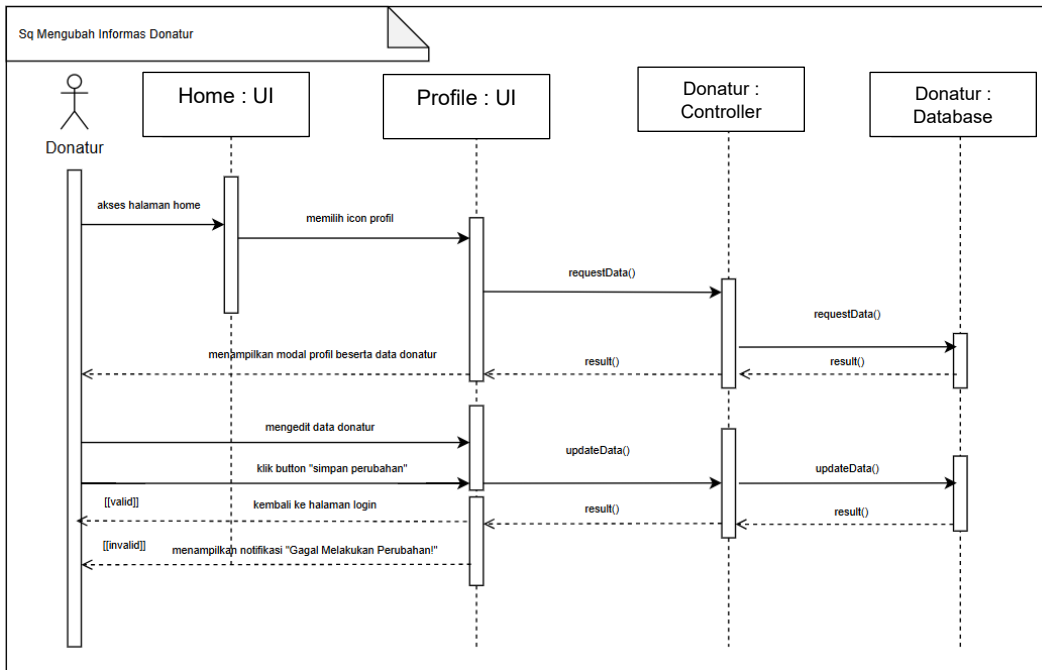 Sq Mengubah Informas Donatur
Home : UI
Profile : UI
Donatur :
Controller
Donatur :
Database
Donatur
akses halaman home
memilih icon profil
requestData()
requestData()
menampilkan modal profil beserta data donatur
result()
result()
mengedit data donatur
updateData()
klik button "simpan perubahan"
updateData()
[[valid]]
kembali ke halaman login
result()
result()
[[invalid]]
menampilkan notifikasi "Gagal Melakukan Perubahan!"